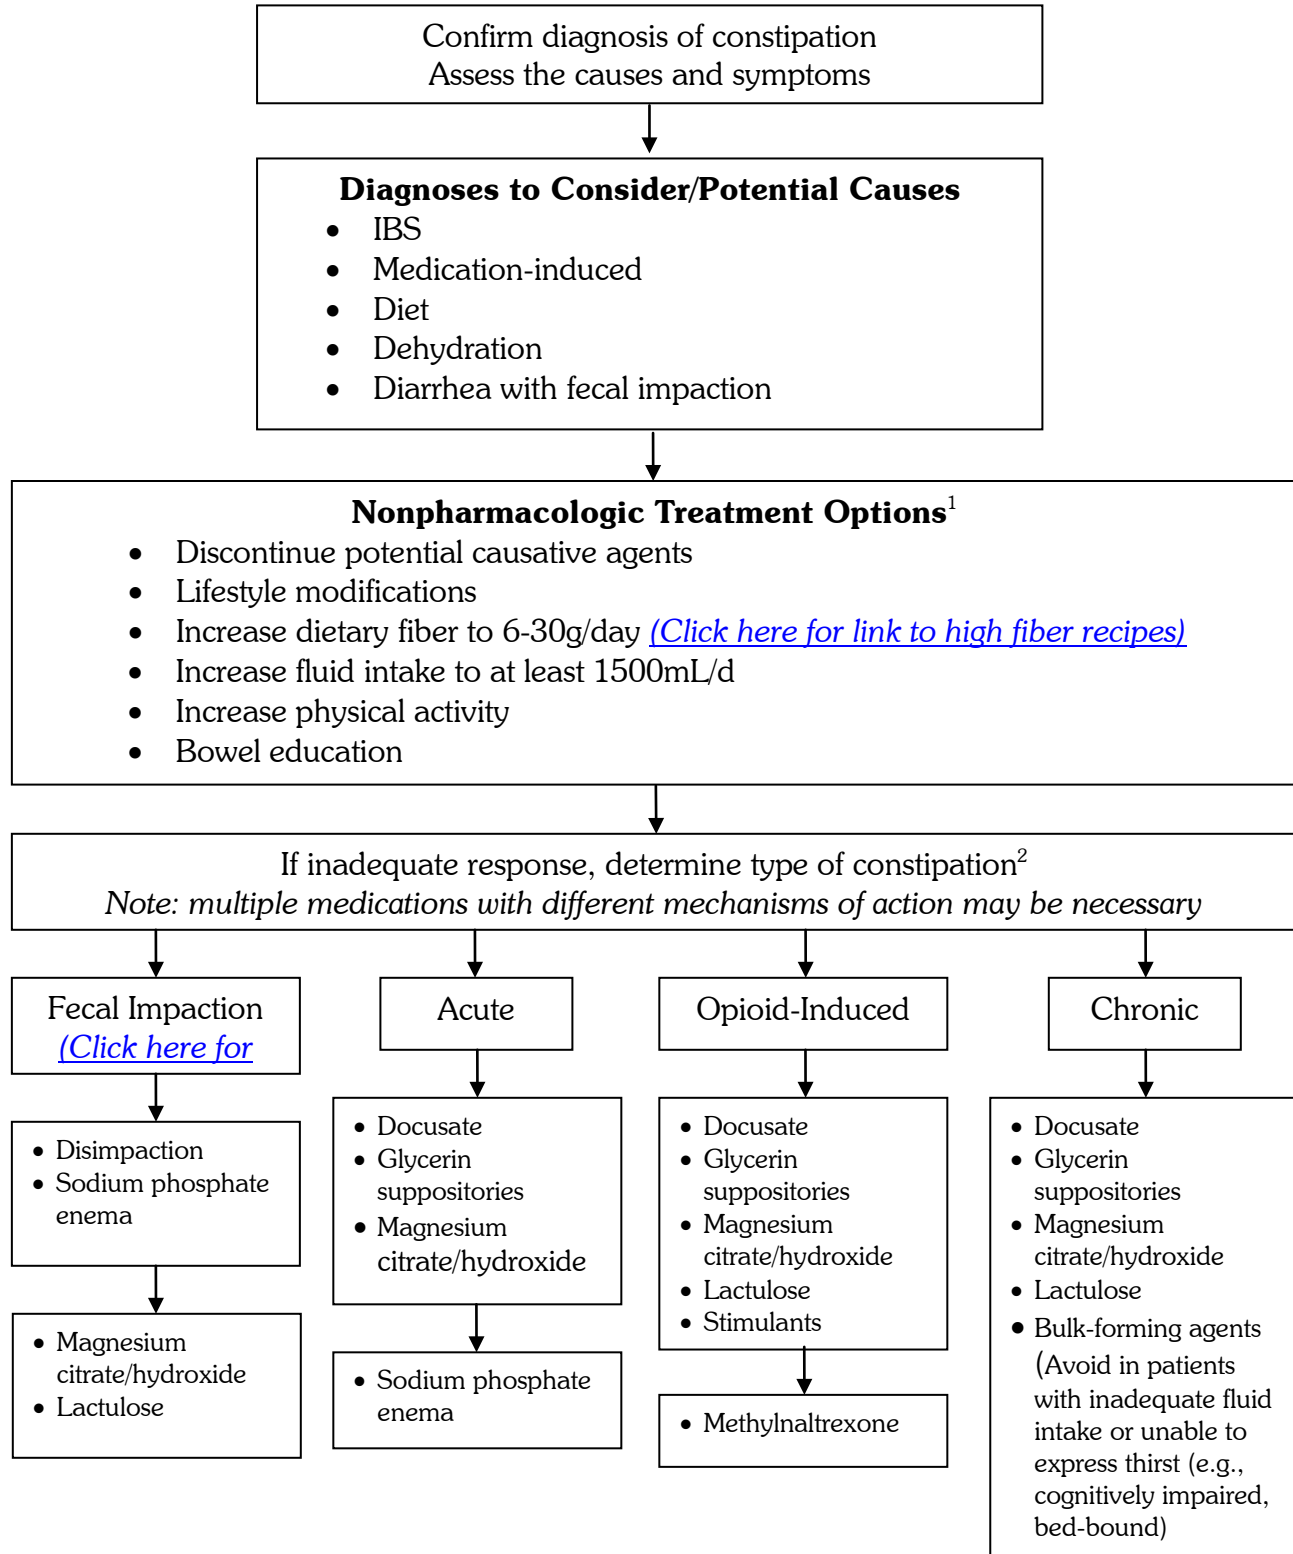 Confirm diagnosis of constipation
Assess the causes and symptoms
Diagnoses to Consider/Potential Causes
• IBS
• Medication-induced
• Diet
• Dehydration
• Diarrhea with fecal impaction
Nonpharmacologic Treatment Options¹
• Discontinue potential causative agents
• Lifestyle modifications
• Increase dietary fiber to 6-30g/day (Click here for link to high fiber recipes)
• Increase fluid intake to at least 1500mL/d
• Increase physical activity
• Bowel education
If inadequate response, determine type of constipation²
Note: multiple medications with different mechanisms of action may be necessary
Fecal Impaction
(Click here for
• Disimpaction
• Sodium phosphate
enema
• Magnesium
citrate/hydroxide
• Lactulose
Acute
• Docusate
• Glycerin
suppositories
• Magnesium
citrate/hydroxide
• Sodium phosphate
enema
Opioid-Induced
• Docusate
• Glycerin
suppositories
• Magnesium
citrate/hydroxide
• Lactulose
• Stimulants
• Methylnaltrexone
Chronic
• Docusate
• Glycerin
suppositories
• Magnesium
citrate/hydroxide
• Lactulose
• Bulk-forming agents
(Avoid in patients
with inadequate fluid
intake or unable to
express thirst (e.g.,
cognitively impaired,
bed-bound)